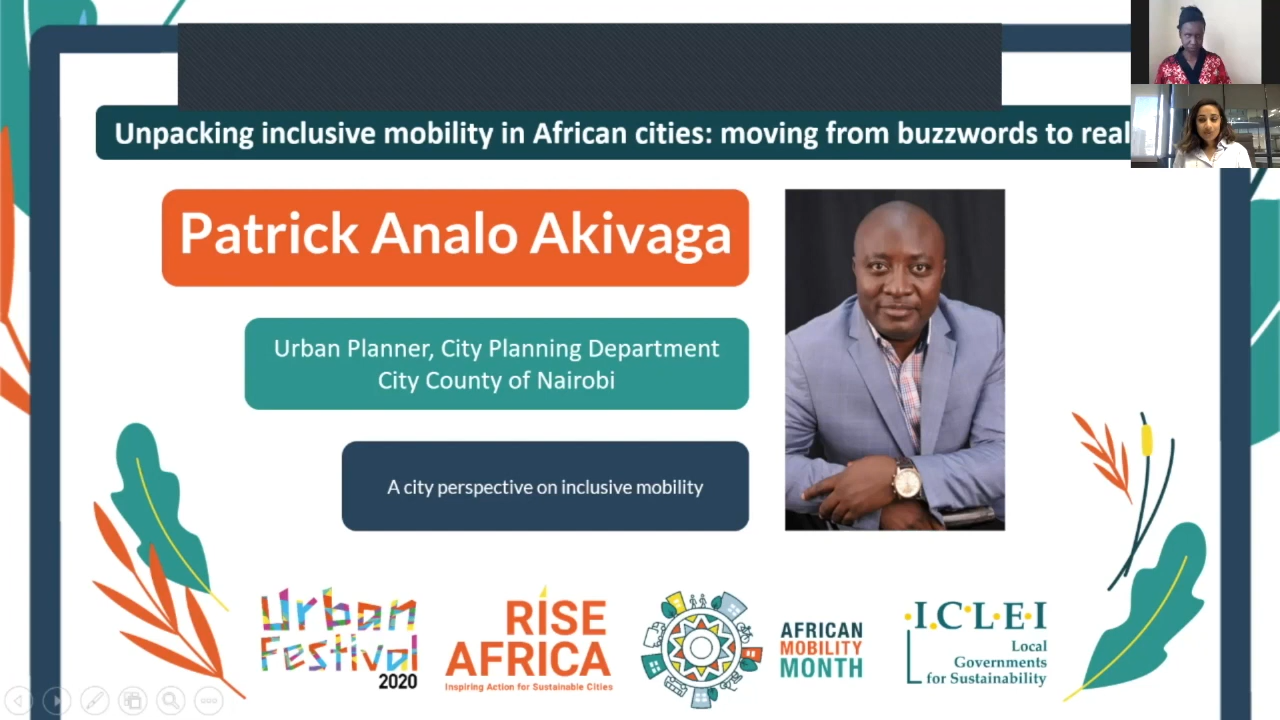 Unpacking inclusive mobility in African cities: moving from buzzwords to real
Patrick Analo Akivaga
Urban Planner, City Planning Department
City County of Nairobi
A city perspective on inclusive mobility
Urban
Festival
2020
RISE
AFRICA
Inspiring Action for Sustainable Cities
AFRICAN
MOBILITY
MONTH
I.C.L.E.I
Local
Governments
for Sustainability